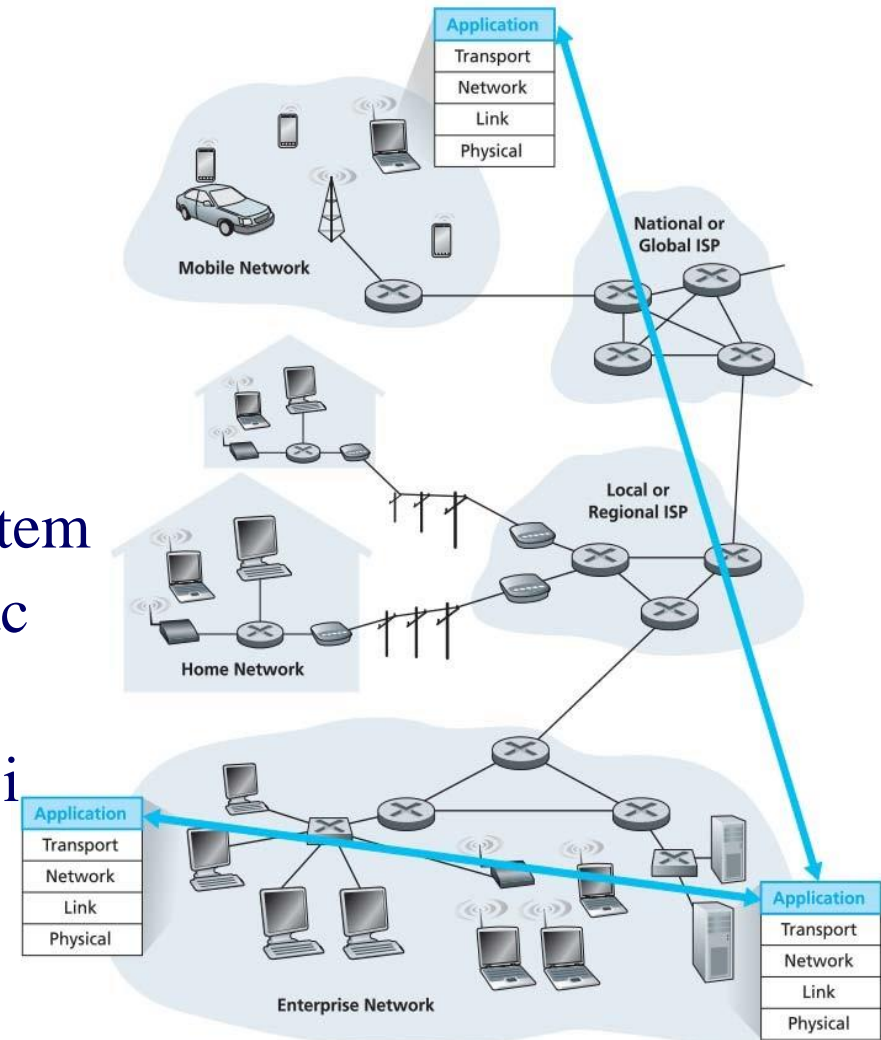 Application
Transport
Network
Link
Physical
National or
Global ISP
Mobile Network
Local or
Regional ISP
tem
c
Home Network
i
Application
Transport
Network
Link
Physical
Application
Transport
Network
Link
Physical
Enterprise Network